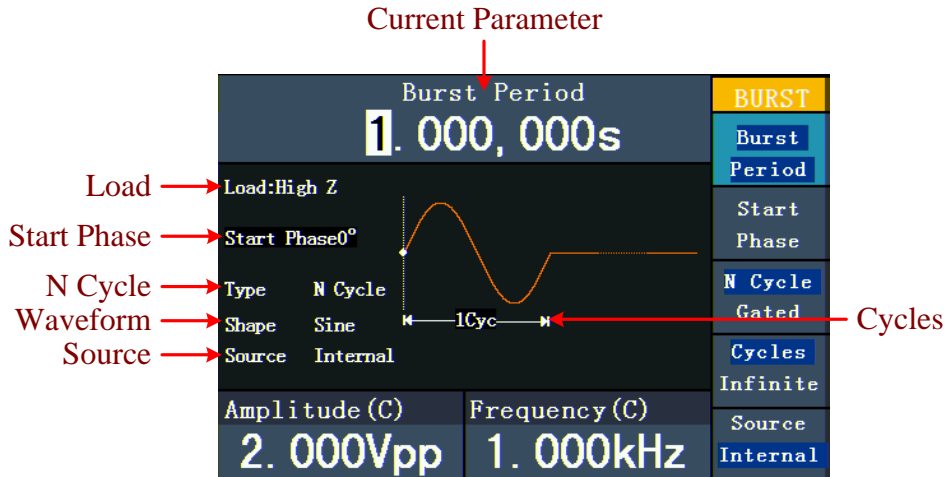 Current Parameter
Burst Period
1.000,000s
Load
Load:High Z
Start Phase
Start Phase0°
N Cycle
Type N Cycle
Waveform
Shape Sine
Source
Source Internal
1Cyc
Cycles
Amplitude(C)
2.000Vpp
Frequency(C)
1.000kHz
BURST
Burst
Period
Start
Phase
N Cycle
Gated
Cycles
Infinite
Source
Internal